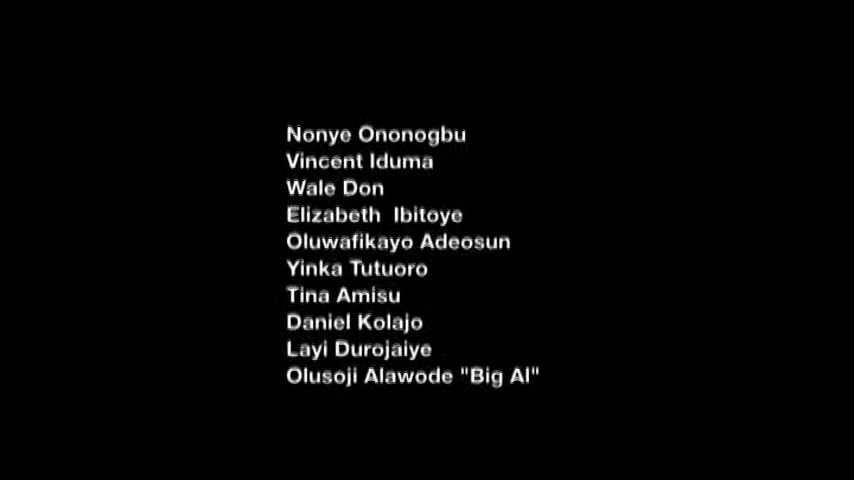 Nonye Ononogbu
Vincent Iduma
Wale Don
Elizabeth Ibitoye
Oluwafikayo Adeosun
Yinka Tutuoro
Tina Amisu
Daniel Kolajo
Layi Durojaiye
Olusoji Alawode "Big Al"